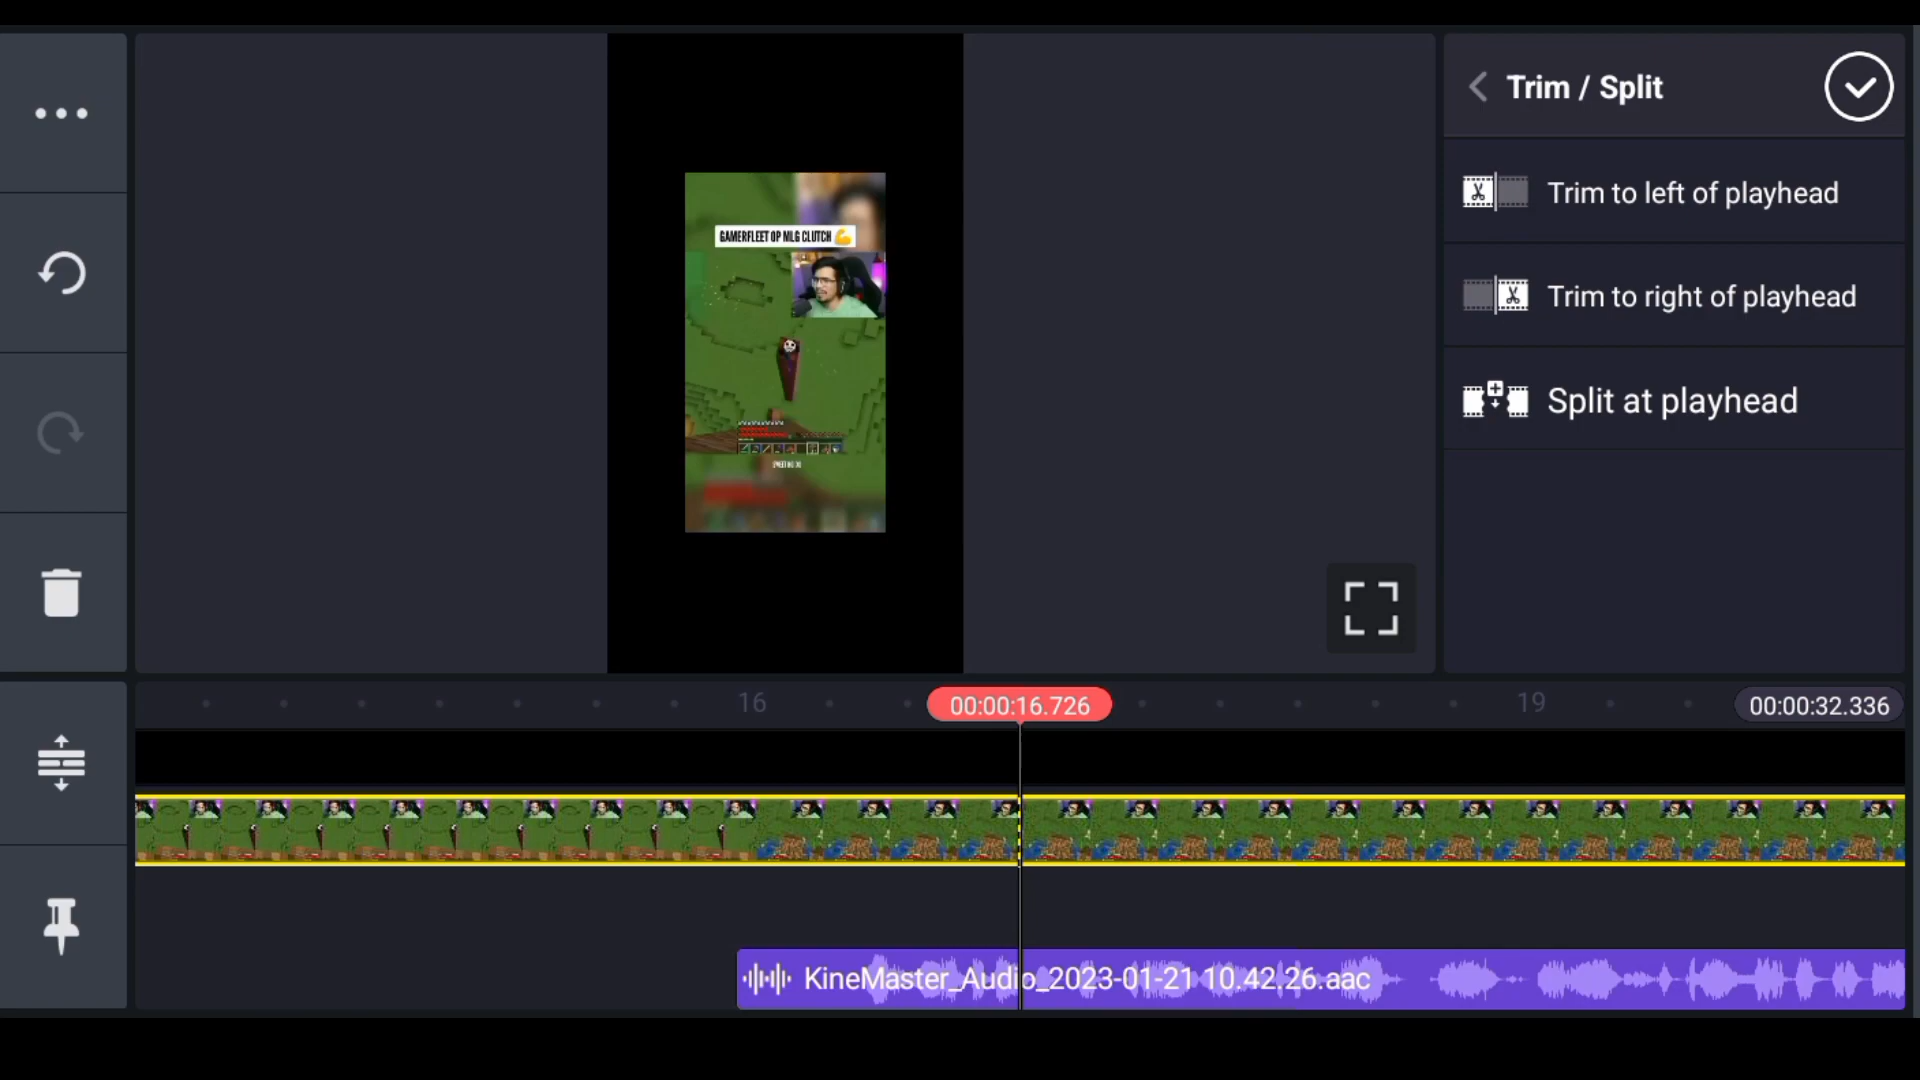 Trim / Split
Trim to left of playhead
Trim to right of playhead
Split at playhead
GAMERFLEET OP MLG CLUTCH 💪
16
00:00:16.726
19
00:00:32.336
KineMaster_Audio_2023-01-21 10.42.26.aac